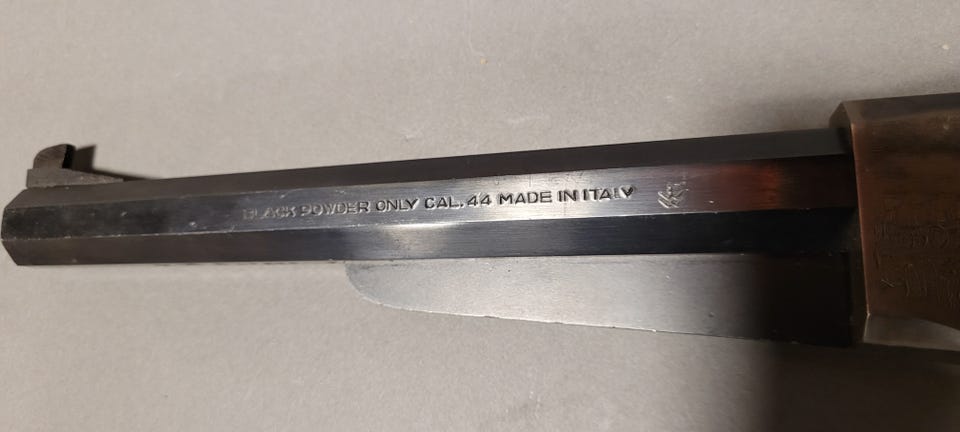 BLACK POWDER ONLY CAL. 44 MADE IN ITALY